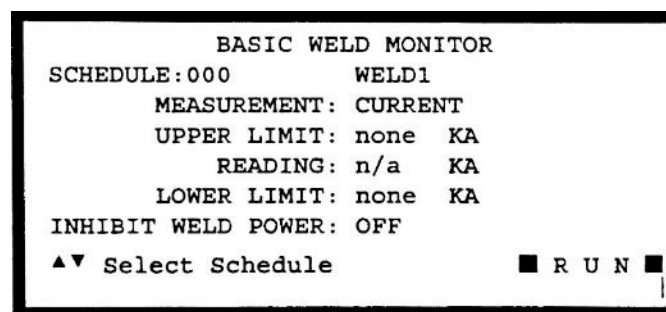 BASIC WELD MONITOR
SCHEDULE:000 WELD1
MEASUREMENT: CURRENT
UPPER LIMIT: none KA
READING: n/a KA
LOWER LIMIT: none KA
INHIBIT WELD POWER: OFF
▲▼ Select Schedule ■ R U N ■